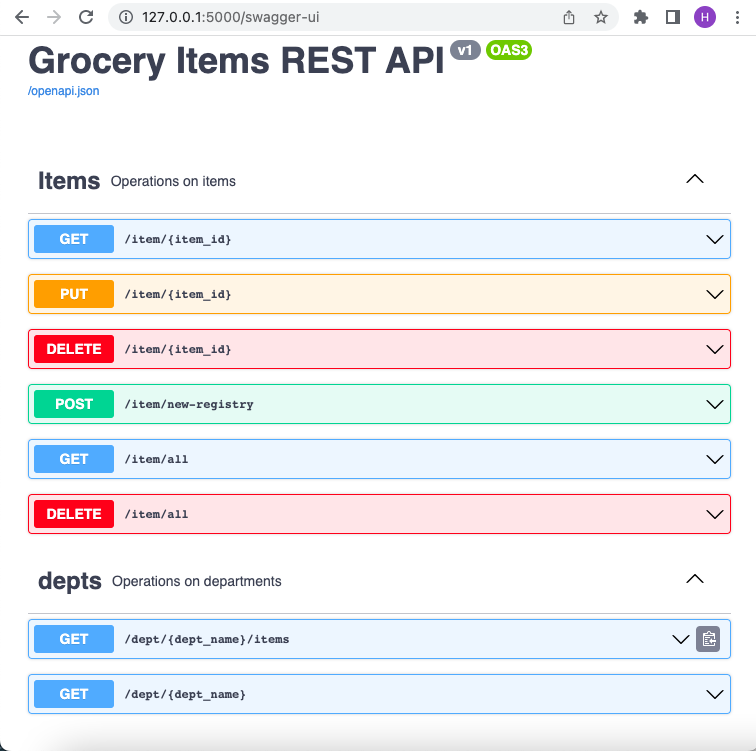 127.0.0.1:5000/swagger-ui
H
Grocery Items REST API v1 OAS3
/openapi.json
Items Operations on items
GET /item/{item_id}
PUT /item/{item_id}
DELETE /item/{item_id}
POST /item/new-registry
GET /item/all
DELETE /item/all
depts Operations on departments
GET /dept/{dept_name}/items
GET /dept/{dept_name}